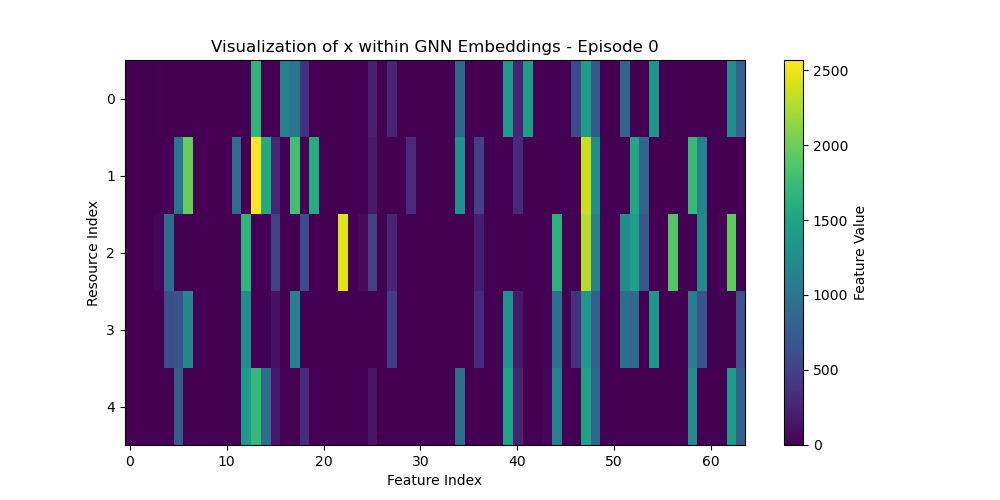 Visualization of x within GNN Embeddings - Episode 0
Resource Index
0
1
2
3
4
0 10 20 30 40 50 60
Feature Index
2500
2000
1500
1000
500
0
Feature Value